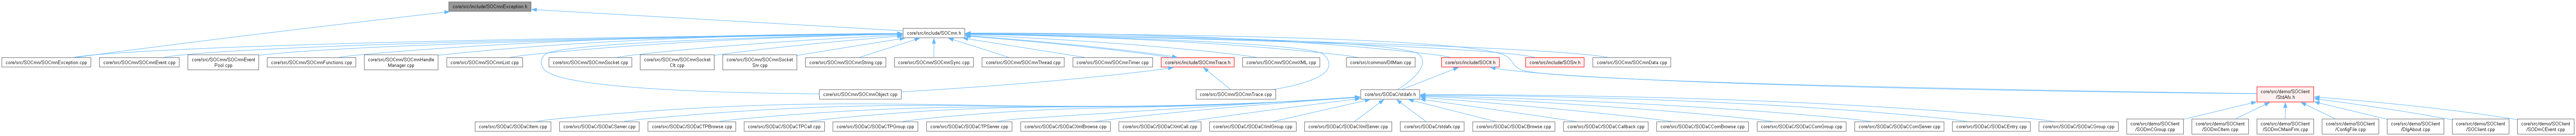 core/src/include/SOCmnException.h
core/src/include/SOCmn.h
core/src/SOCmn/SOCmnException.cpp
core/src/SOCmn/SOCmnEvent.cpp
core/src/SOCmn/SOCmnEvent
Pool.cpp
core/src/SOCmn/SOCmnFunctions.cpp
core/src/SOCmn/SOCmnHandle
Manager.cpp
core/src/SOCmn/SOCmnList.cpp
core/src/SOCmn/SOCmnSocket.cpp
core/src/SOCmn/SOCmnSocket
Clt.cpp
core/src/SOCmn/SOCmnSocket
Srv.cpp
core/src/SOCmn/SOCmnString.cpp
core/src/SOCmn/SOCmnSync.cpp
core/src/SOCmn/SOCmnThread.cpp
core/src/SOCmn/SOCmnTimer.cpp
core/src/include/SOCmnTrace.h
core/src/SOCmn/SOCmnXML.cpp
core/src/common/DllMain.cpp
core/src/include/SOClt.h
core/src/include/SOSrv.h
core/src/SOCmn/SOCmnData.cpp
core/src/SOCmn/SOCmnObject.cpp
core/src/SOCmn/SOCmnTrace.cpp
core/src/SODaC/stdafx.h
core/src/demo/SOClient
/StdAfx.h
core/src/SODaC/SODaCItem.cpp
core/src/SODaC/SODaCServer.cpp
core/src/SODaC/SODaCTPBrowse.cpp
core/src/SODaC/SODaCTPCall.cpp
core/src/SODaC/SODaCTPGroup.cpp
core/src/SODaC/SODaCTPServer.cpp
core/src/SODaC/SODaCXmlBrowse.cpp
core/src/SODaC/SODaCXmlCall.cpp
core/src/SODaC/SODaCXmlGroup.cpp
core/src/SODaC/SODaCXmlServer.cpp
core/src/SODaC/stdafx.cpp
core/src/SODaC/SODaCBrowse.cpp
core/src/SODaC/SODaCCallback.cpp
core/src/SODaC/SODaCComBrowse.cpp
core/src/SODaC/SODaCComGroup.cpp
core/src/SODaC/SODaCComServer.cpp
core/src/SODaC/SODaCEntry.cpp
core/src/SODaC/SODaCGroup.cpp
core/src/demo/SOClient
/SODmCGroup.cpp
core/src/demo/SOClient
/SODmCItem.cpp
core/src/demo/SOClient
/SODmCMainFrm.cpp
core/src/demo/SOClient
/ConfigFile.cpp
core/src/demo/SOClient
/DlgAbout.cpp
core/src/demo/SOClient
/SOClient.cpp
core/src/demo/SOClient
/SODmCEvent.cpp